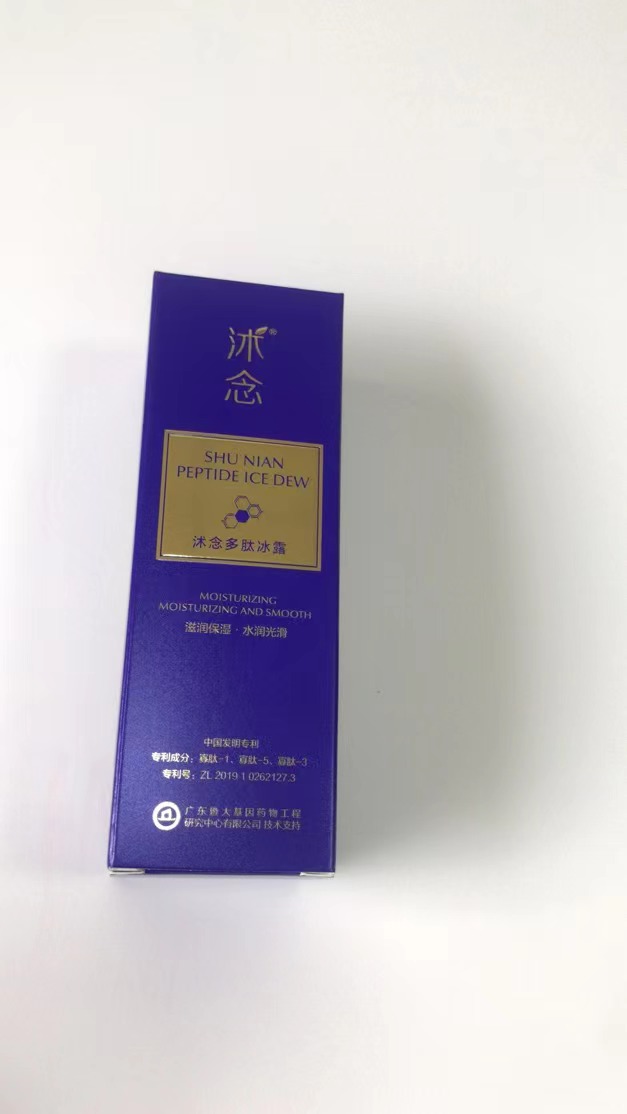 沭®
念
SHU NIAN
PEPTIDE ICE DEW
沭念多肽冰露
MOISTURIZING
MOISTURIZING AND SMOOTH
滋润保湿·水润光滑
中国发明专利
专利成分：寡肽-1、寡肽-5、寡肽-3
专利号：ZL 2019 1 0262127.3
广东暨大基因药物工程
研究中心有限公司 技术支持